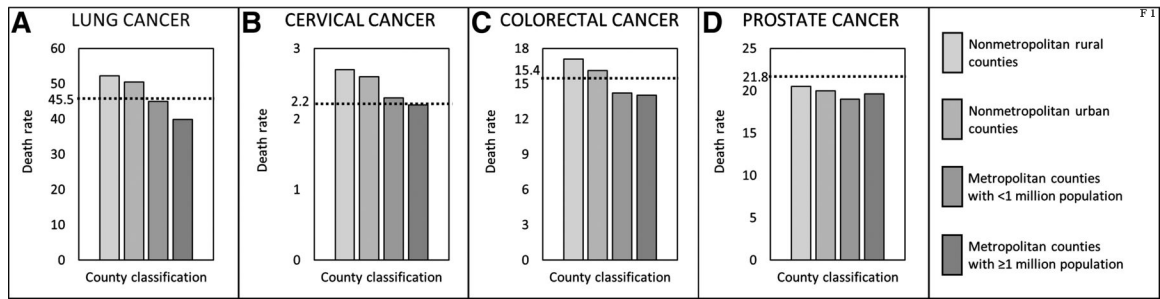 A LUNG CANCER
60
50
45.5
40
30
20
10
0
Death rate
County classification
B CERVICAL CANCER
3
2.2
2
1
0
Death rate
County classification
C COLORECTAL CANCER
18
15.4
15
12
9
6
3
0
Death rate
County classification
D PROSTATE CANCER
25
21.8
20
15
10
5
0
Death rate
County classification
F1
Nonmetropolitan rural
counties
Nonmetropolitan urban
counties
Metropolitan counties
with <1 million population
Metropolitan counties
with ≥1 million population